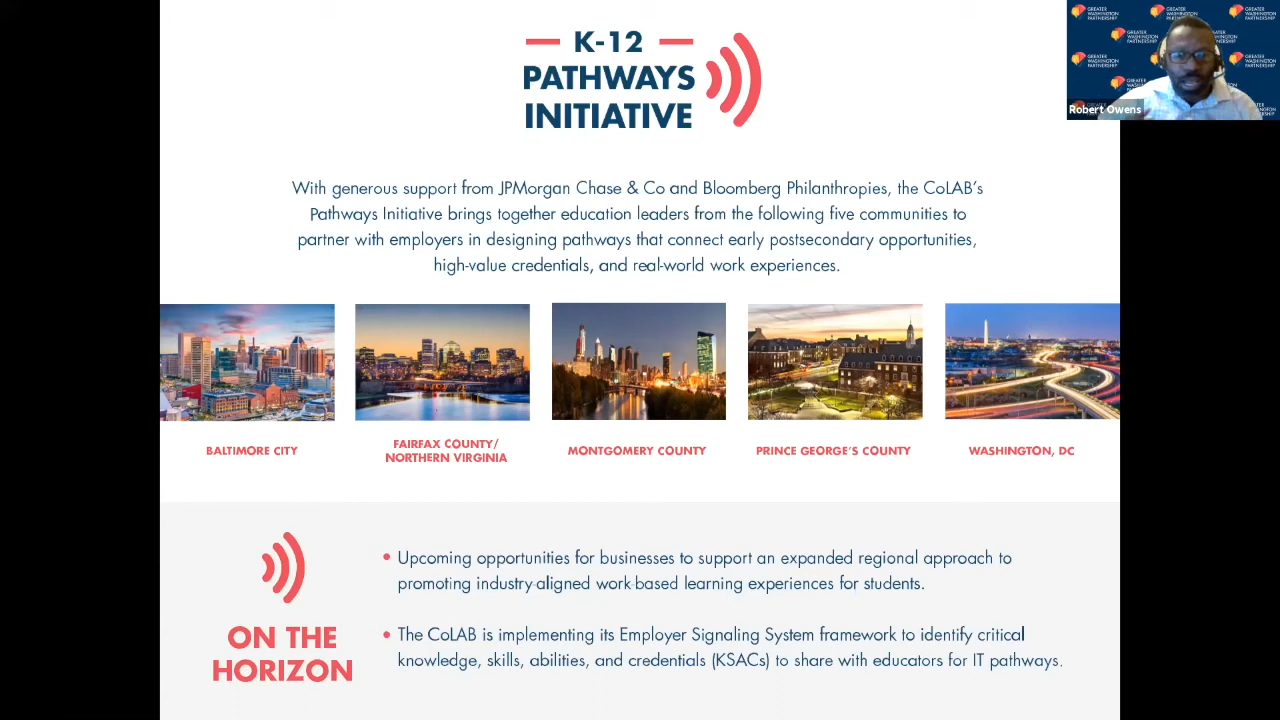 K-12
PATHWAYS
INITIATIVE
GREATER
WASHINGTON
PARTNERSHIP
Robert Owens
With generous support from JPMorgan Chase & Co and Bloomberg Philanthropies, the CoLAB's
Pathways Initiative brings together education leaders from the following five communities to
partner with employers in designing pathways that connect early postsecondary opportunities,
high-value credentials, and real-world work experiences.
BALTIMORE CITY
FAIRFAX COUNTY/
NORTHERN VIRGINIA
MONTGOMERY COUNTY
PRINCE GEORGE'S COUNTY
WASHINGTON, DC
ON THE
HORIZON
• Upcoming opportunities for businesses to support an expanded regional approach to
promoting industry-aligned work-based learning experiences for students.
• The CoLAB is implementing its Employer Signaling System framework to identify critical
knowledge, skills, abilities, and credentials (KSACs) to share with educators for IT pathways.